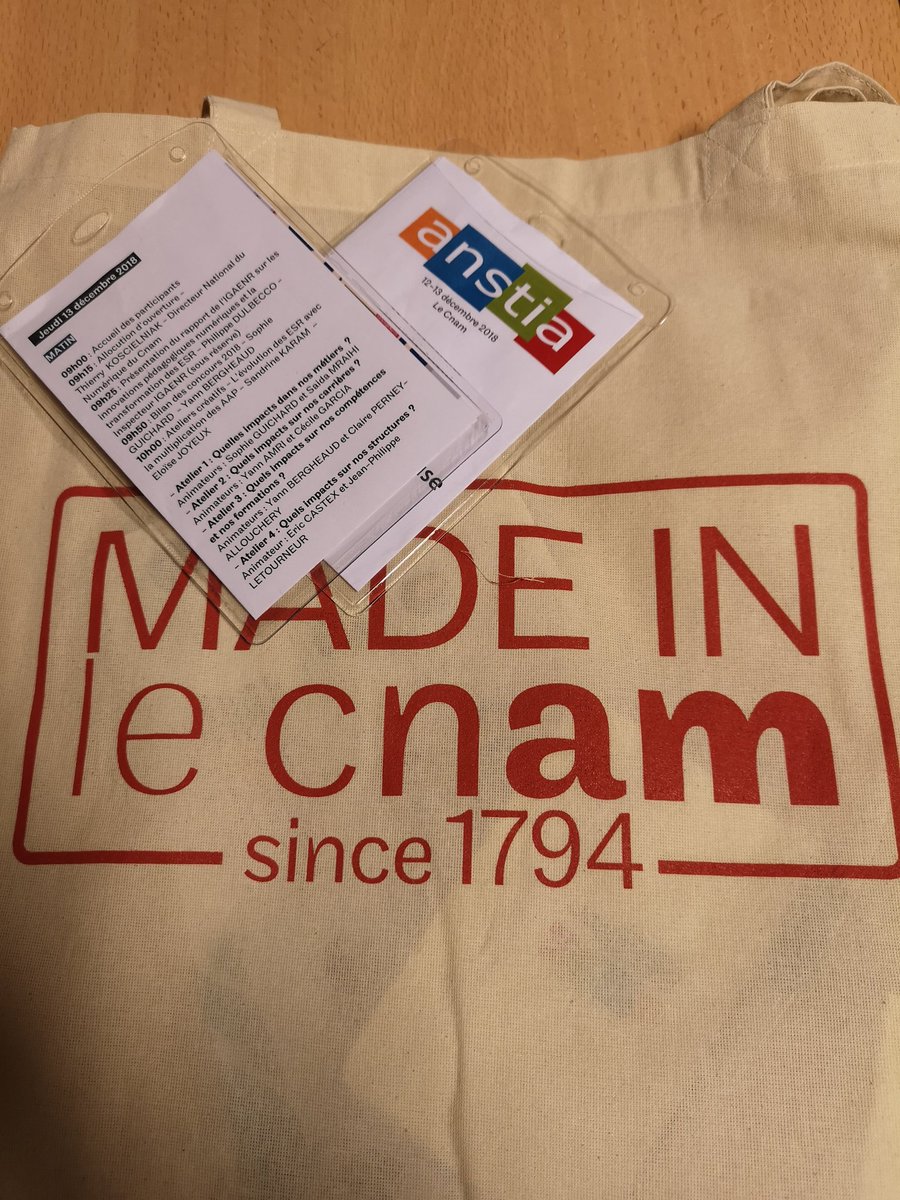 Jeudi 13 décembre 2018
MATIN
09h00 : Accueil des participants
09h15 : Allocution d'ouverture -
Thierry KOSCIELNIAK - Directeur National du
Numérique du Cnam
09h25 : Présentation du rapport de l'IGAENR sur les
innovations pédagogiques numériques et la
transformation des ESR - Philippe DULBECCO -
Inspecteur IGAENR (sous réserve)
09h50 : Bilan des concours 2018 - Sophie
GUICHARD - Yann BERGHEAUD
10h00 : Ateliers créatifs - L'évolution des ESR avec
la multiplication des AAP - Sandrine KARAM -
Eloïse JOYEUX
- Atelier 1 : Quelles impacts dans nos métiers ?
Animateurs : Sophie GUICHARD et Saïda MRAIHI
- Atelier 2 : Quels impacts sur nos carrières ?
Animateurs : Yann AMRI et Cécile GARCIA
- Atelier 3 : Quels impacts sur nos compétences
et nos formations ?
Animateurs : Yann BERGHEAUD et Claire PERNEY-
ALLOUCHERY
- Atelier 4 : Quels impacts sur nos structures ?
Animateur : Eric CASTEX et Jean-Philippe
LETOURNEUR
anstia
12-13 décembre 2018
Le Cnam
se
MADE IN
le cnam
since 1794